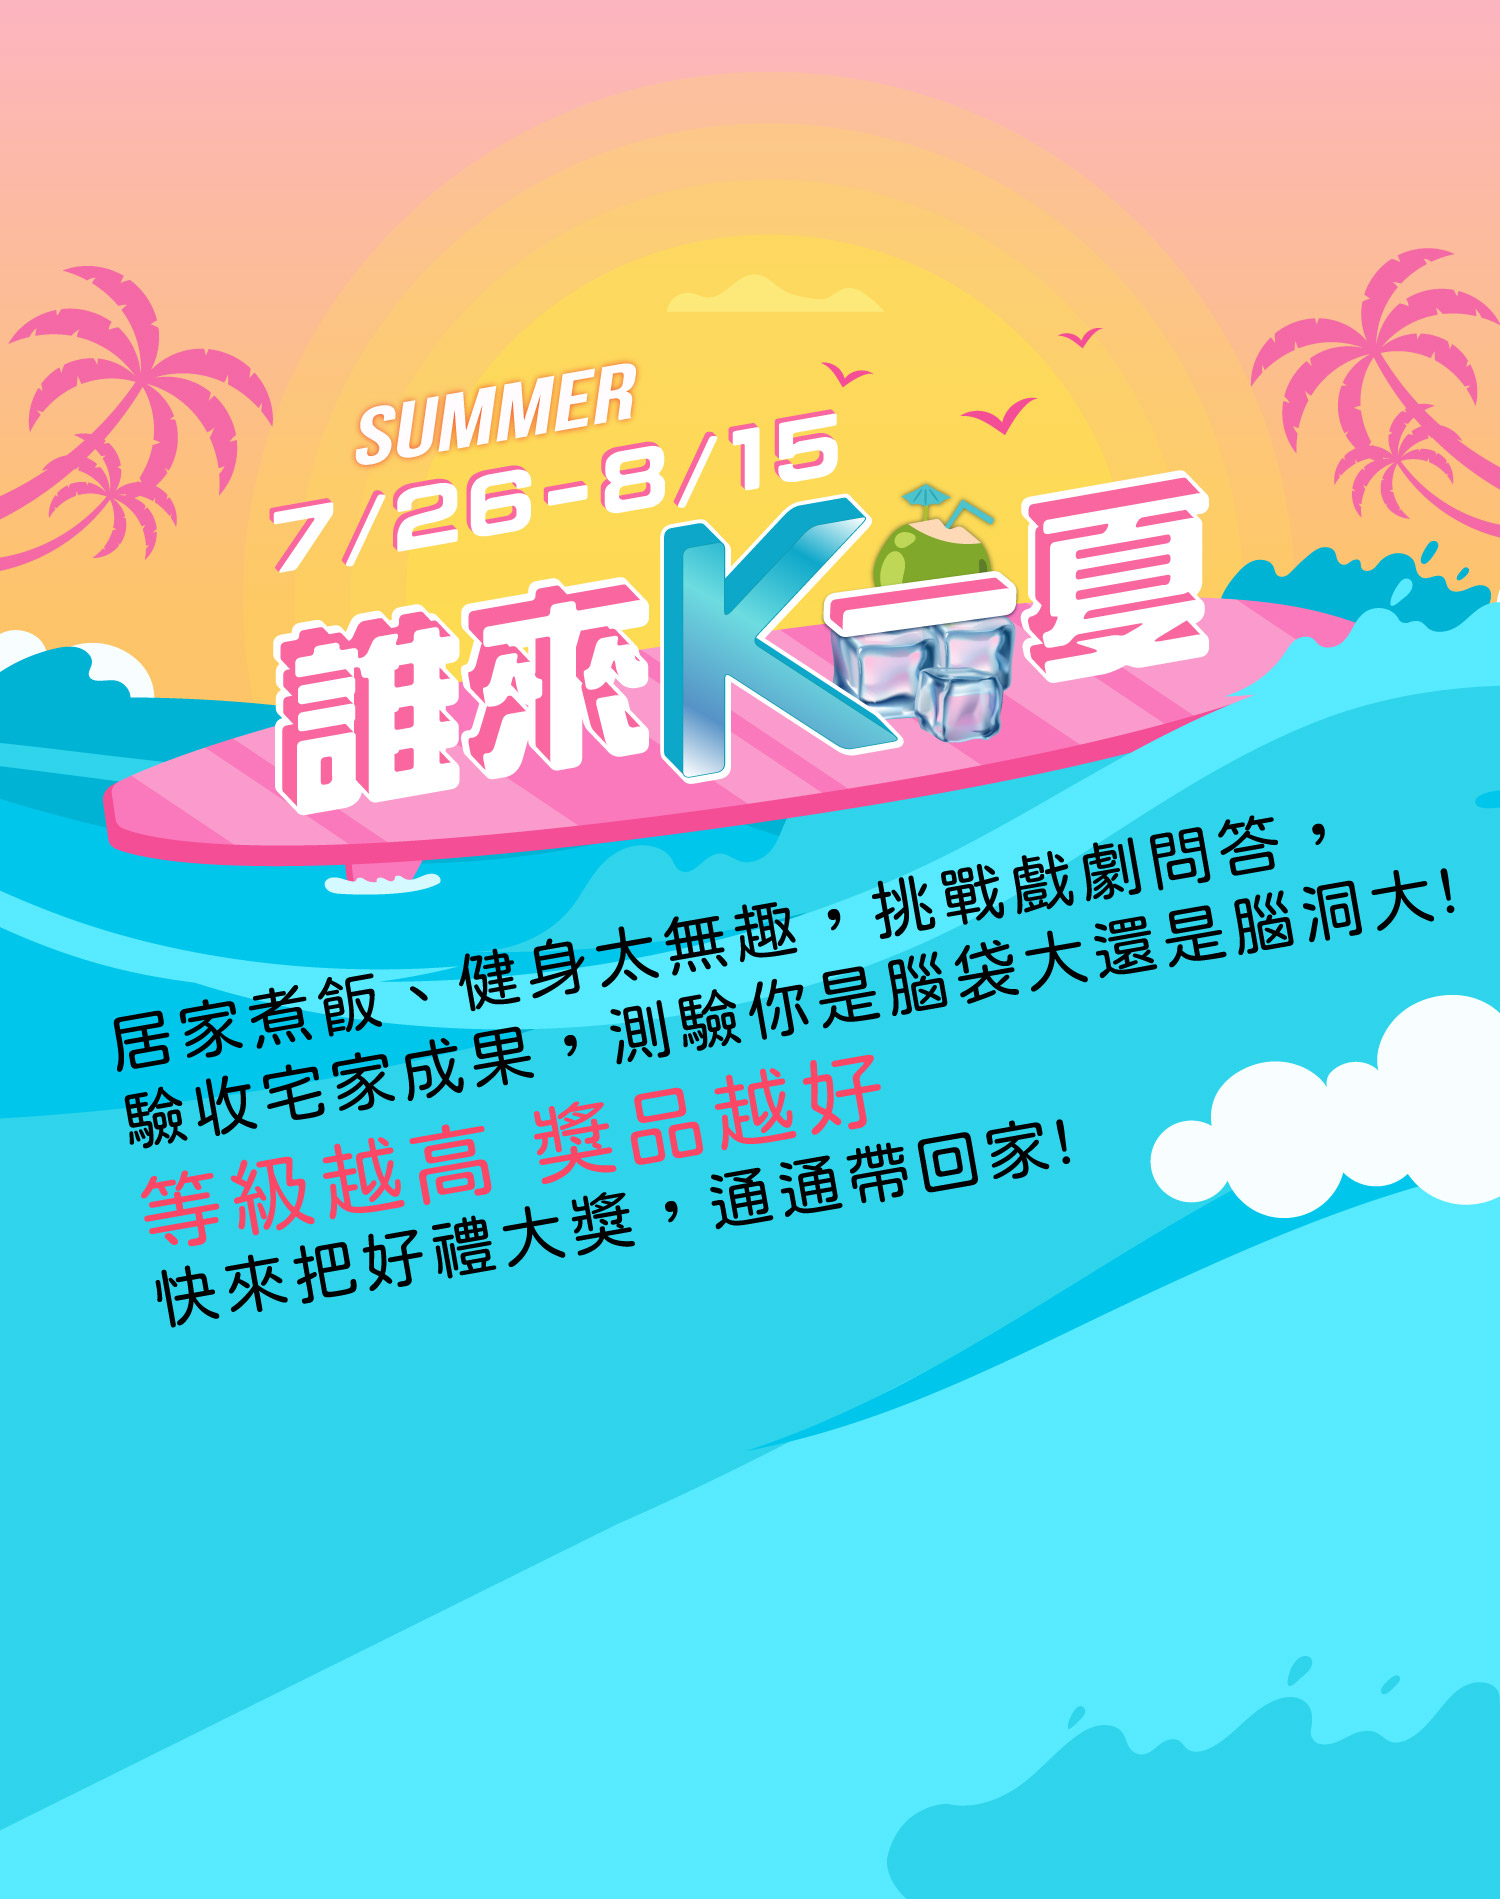 SUMMER
7/26-8/15
誰來K一夏
居家煮飯、健身太無趣，挑戰戲劇問答，
驗收宅家成果，測驗你是腦袋大還是腦洞大!
等級越高 獎品越好
快來把好禮大獎，通通帶回家!